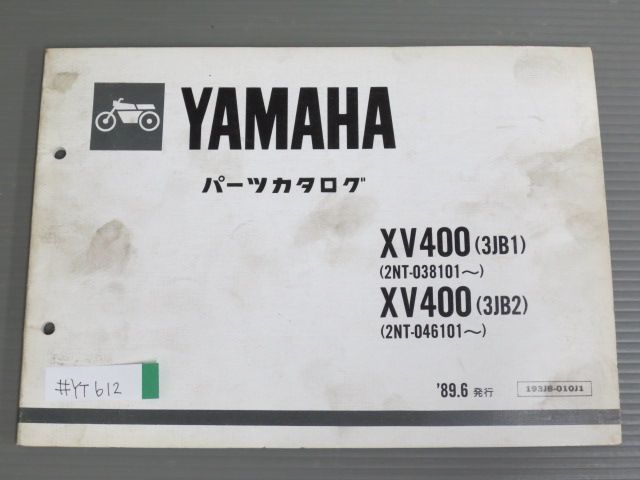 YAMAHA
パーツカタログ
XV400 (3JB1)
(2NT-038101～)
XV400 (3JB2)
(2NT-046101～)
#YT612
'89.6 発行
193JB-010J1